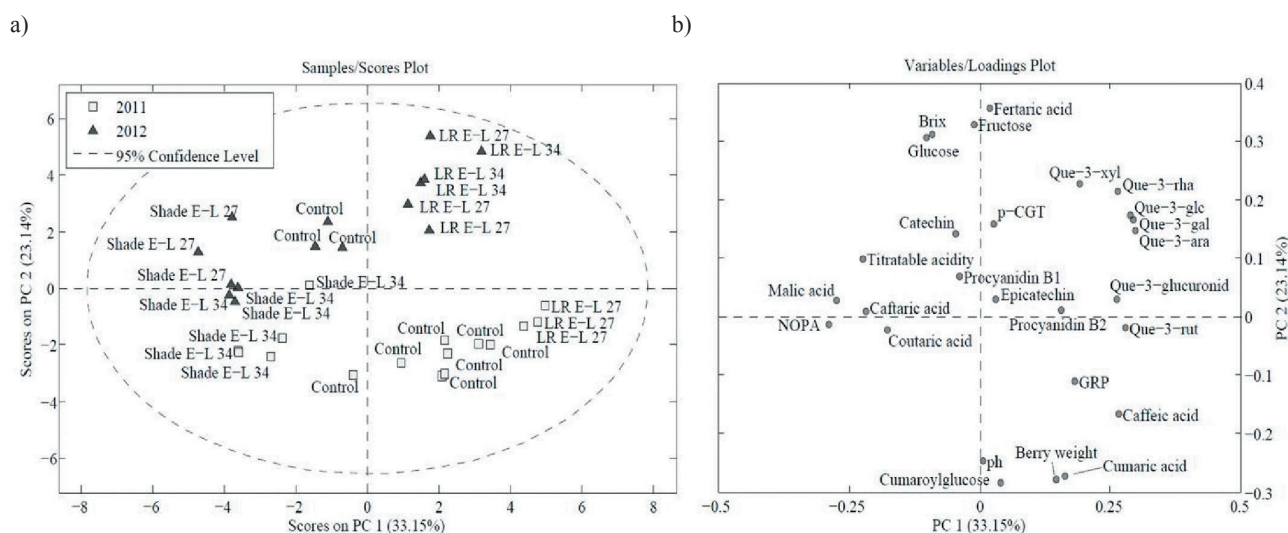 a)
b)
Samples/Scores Plot
2011
2012
95% Confidence Level
LR E-L 27
LR E-L 34
LR E-L 34
LR E-L 34
LR E-L 27
LR E-L 27
Shade E-L 27
Control
Control
Control
Shade E-L 27
Shade E-L 27
Shade E-L 34
Shade E-L 34
Shade E-L 34
Shade E-L 34
LR E-L 27
LR E-L 27
LR E-L 27
Shade E-L 34
Shade E-L 34
Shade E-L 34
Control
Control
Control
Control
Control
Control
6
4
2
0
-2
-4
-6
Scores on PC 2 (23.14%)
-8
-6
-4
-2
0
2
4
6
8
Scores on PC 1 (33.15%)
Variables/Loadings Plot
Fertaric acid
Brix
Fructose
Glucose
Que-3-xyl
Que-3-rha
p-CGT
Que-3-glc
Que-3-gal
Catechin
Que-3-ara
Titratable acidity
Procyanidin B1
Que-3-glucuronid
Malic acid
Epicatechin
Caftaric acid
NOPA
Procyanidin B2
Que-3-rut
Coutaric acid
GRP
Caffeic acid
ph
Berry weight
Cumaric acid
Cumaroylglucose
0.4
0.3
0.2
0.1
0
-0.1
-0.2
-0.3
PC 2 (23.14%)
-0.5
-0.25
0
0.25
0.5
PC 1 (33.15%)